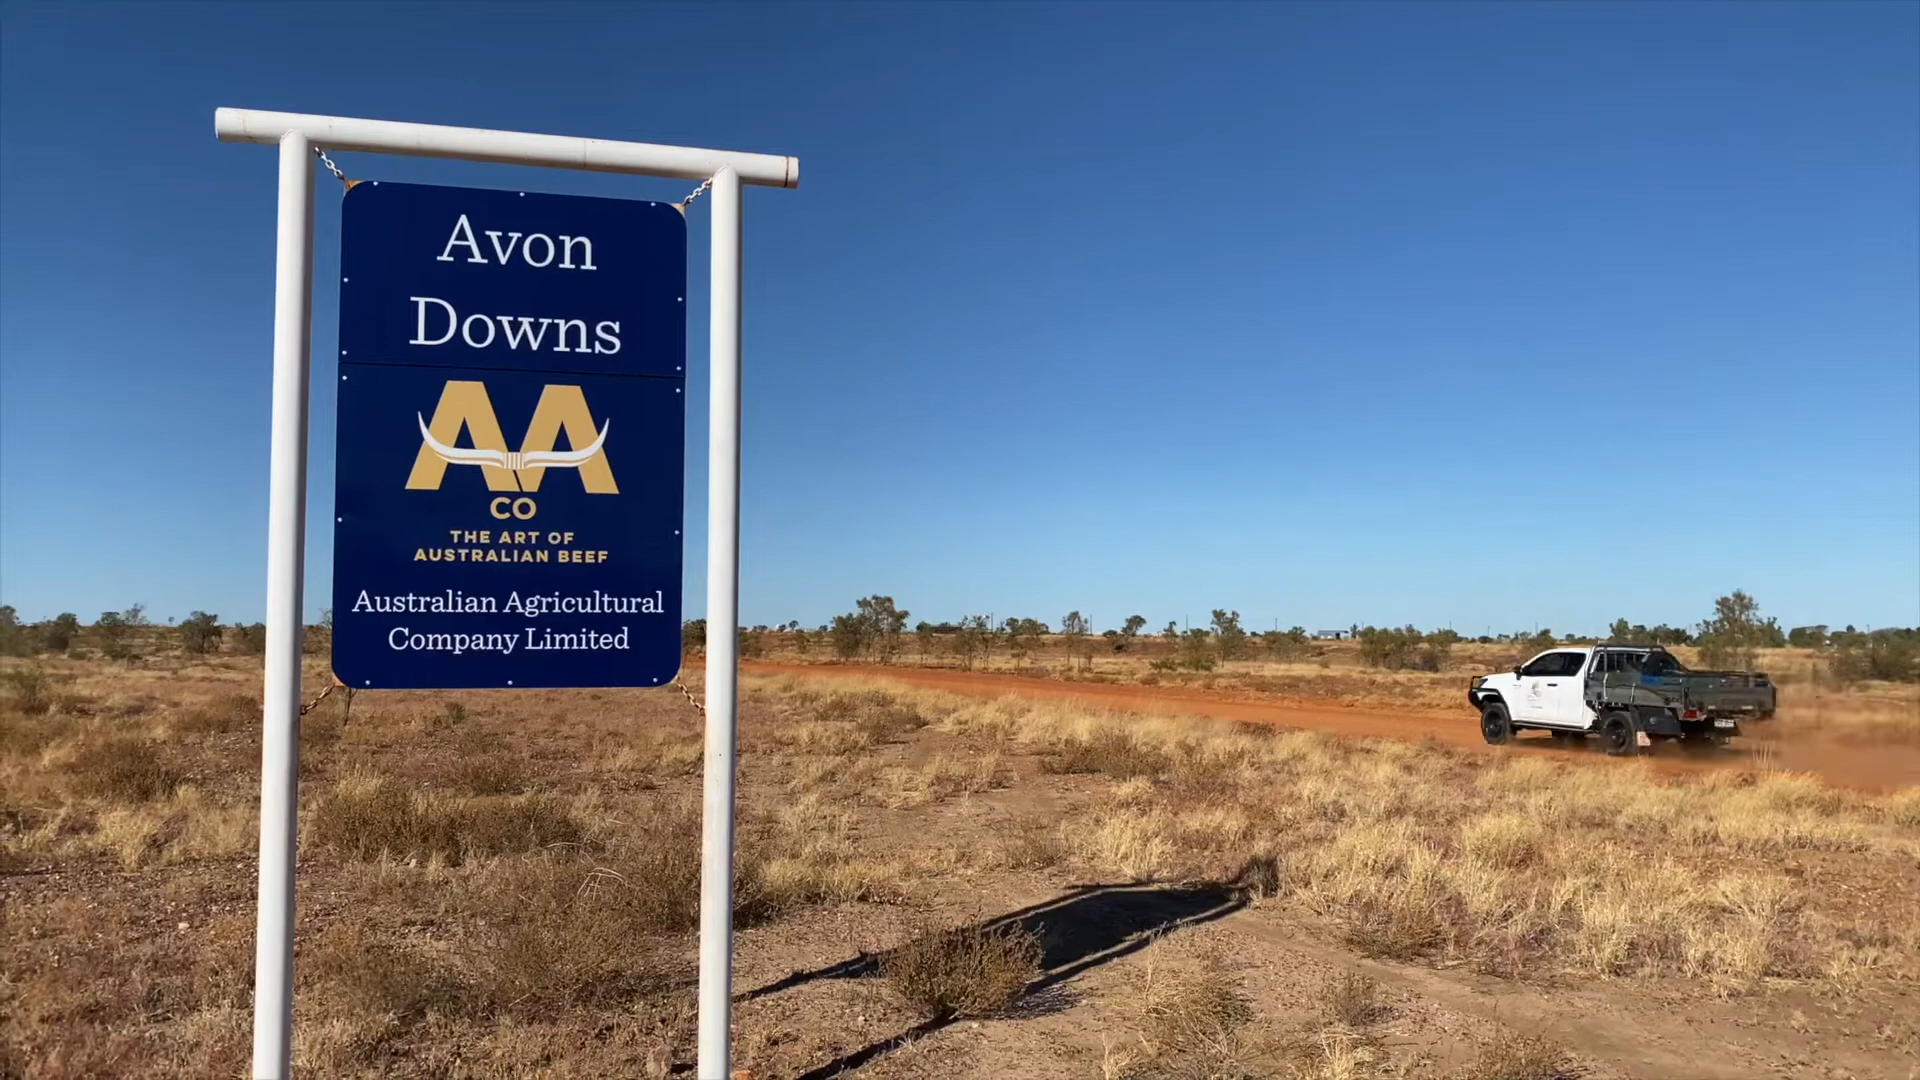 Avon
Downs
AA
CO
THE ART OF
AUSTRALIAN BEEF
Australian Agricultural
Company Limited